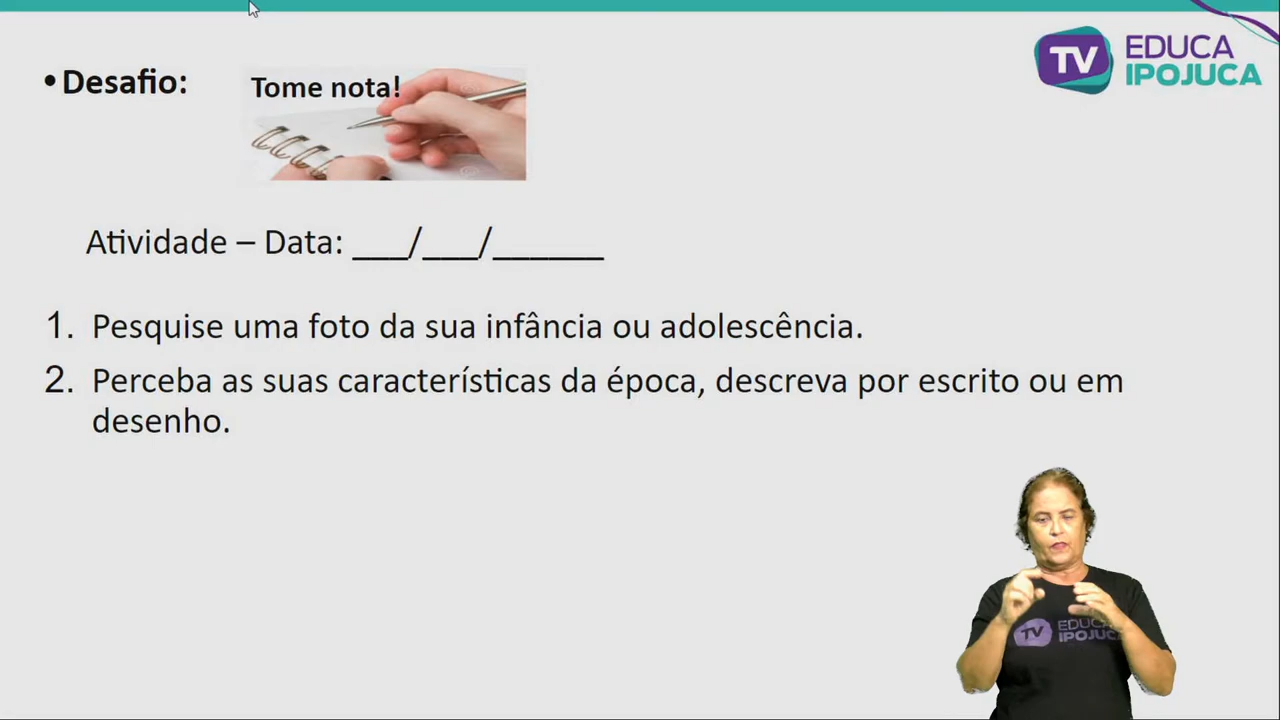 • Desafio:
Tome nota!
TV EDUCA
IPOJUCA
Atividade – Data: ___/___/______
1. Pesquise uma foto da sua infância ou adolescência.
2. Perceba as suas características da época, descreva por escrito ou em
desenho.
TV EDUCA
IPOJUCA